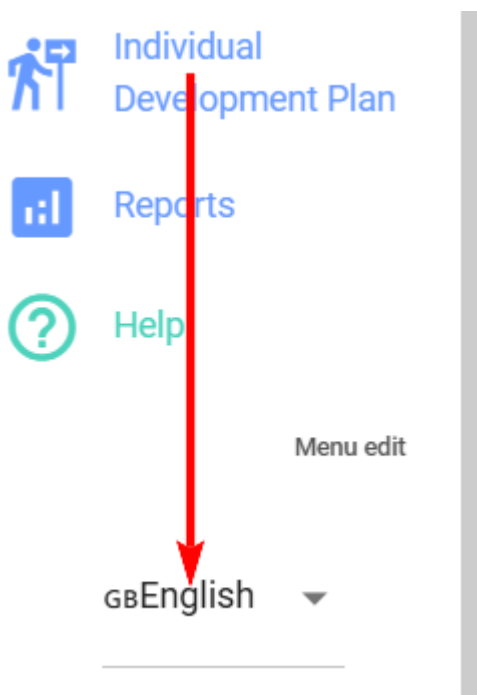 Individual
Development Plan
Reports
Help
Menu edit
GBEnglish